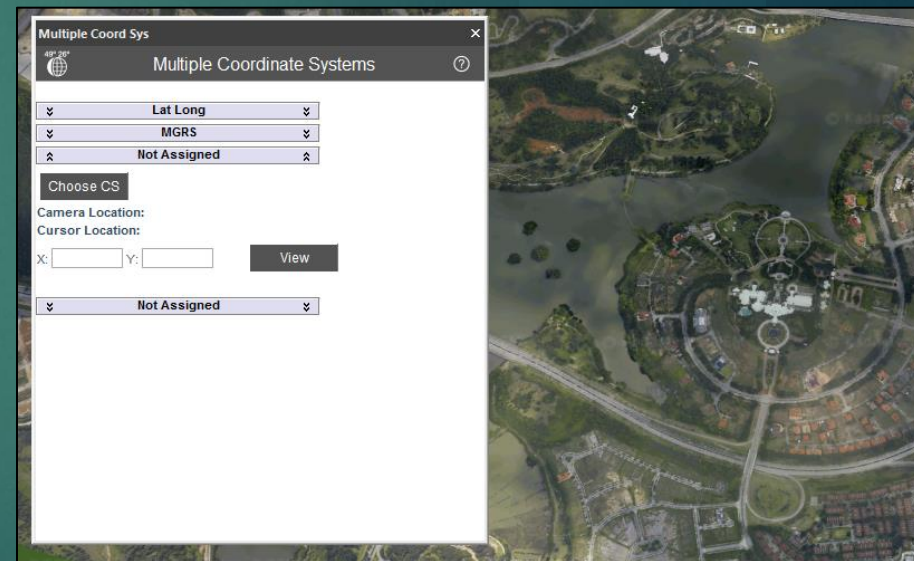 Multiple Coord Sys
×
49° 26°
Multiple Coordinate Systems
?
Lat Long
MGRS
Not Assigned
Choose CS
Camera Location:
Cursor Location:
X:
Y:
View
Not Assigned